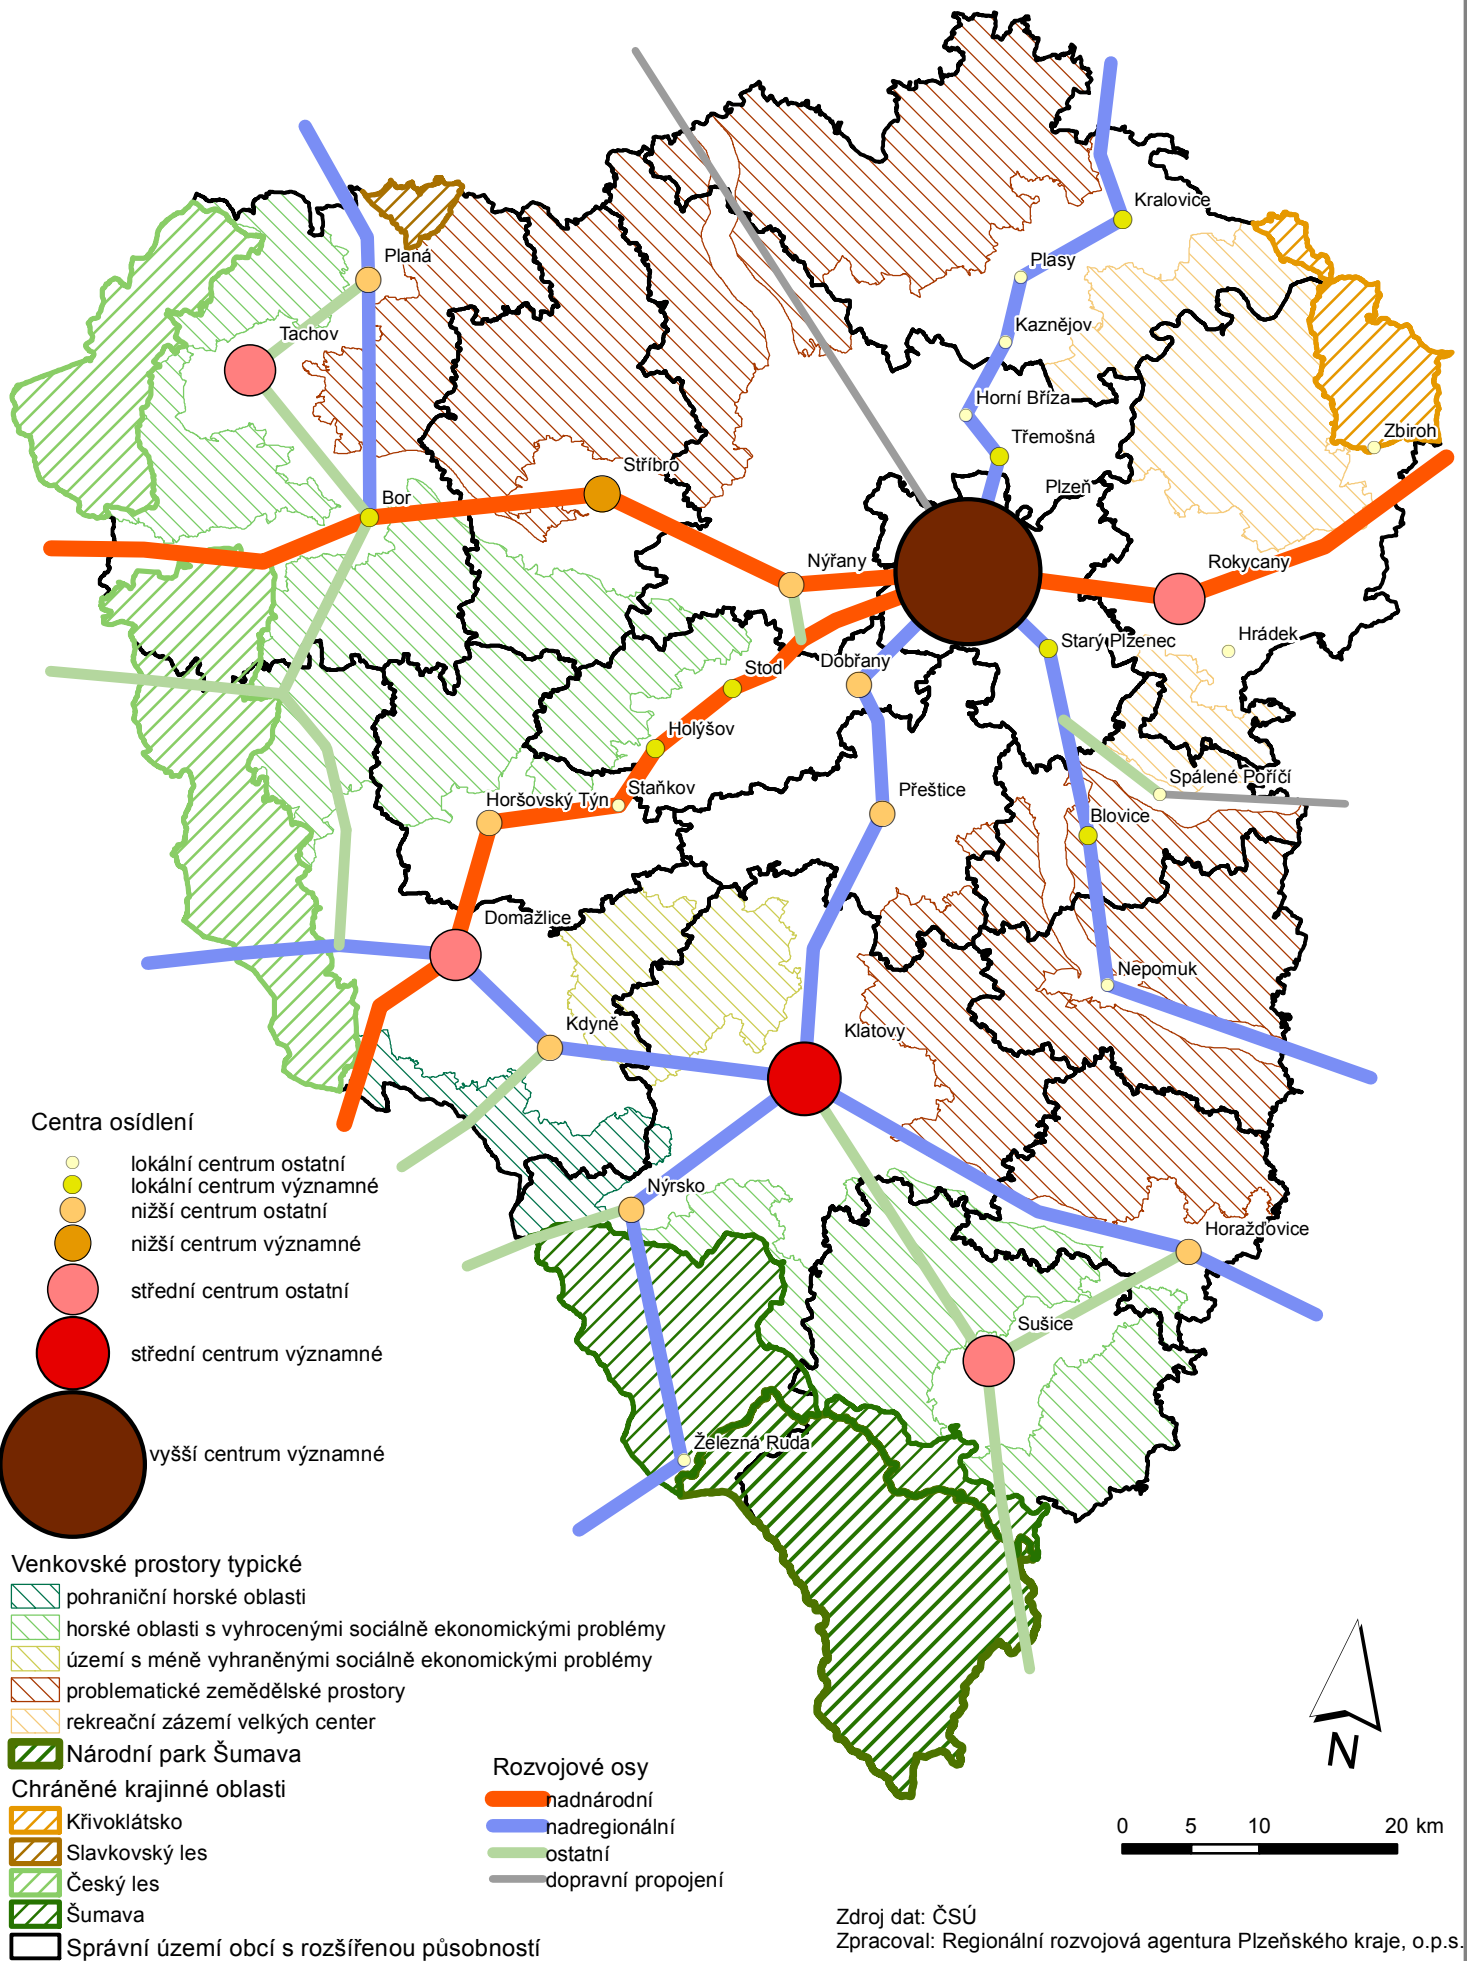 Kralovice
Planá
Plasy
Tachov
Kaznějov
Horní Bříza
Zbiroh
Třemošná
Stříbro
Plzeň
Bor
Nýřany
Rokycany
Hrádek
Starý Plzenec
Dobřany
Stod
Holýšov
Spálené Poříčí
Staňkov
Přeštice
Horšovský Týn
Blovice
Domažlice
Nepomuk
Kdyně
Klatovy
Nýrsko
Horažďovice
Sušice
Železná Ruda
Centra osídlení
lokální centrum ostatní
lokální centrum významné
nižší centrum ostatní
nižší centrum významné
střední centrum ostatní
střední centrum významné
vyšší centrum významné
Venkovské prostory typické
pohraniční horské oblasti
horské oblasti s vyhrocenými sociálně ekonomickými problémy
území s méně vyhraněnými sociálně ekonomickými problémy
problematické zemědělské prostory
rekreační zázemí velkých center
Národní park Šumava
Chráněné krajinné oblasti
Křivoklátsko
Slavkovský les
Český les
Šumava
Správní území obcí s rozšířenou působností
Rozvojové osy
nadnárodní
nadregionální
ostatní
dopravní propojení
N
0 5 10 20 km
Zdroj dat: ČSÚ
Zpracoval: Regionální rozvojová agentura Plzeňského kraje, o.p.s.